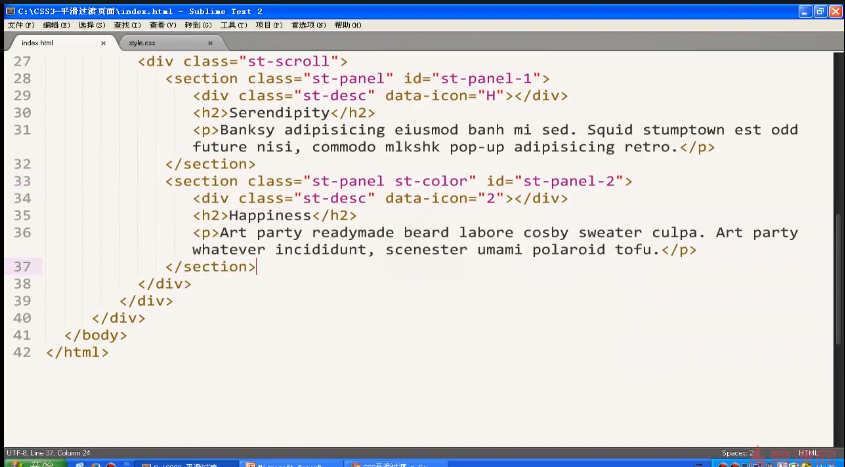 C:\CSS3-平滑过渡页面\index.html - Sublime Text 2
文件(F) 编辑(E) 选择(S) 查找(I) 查看(V) 转到(G) 工具(T) 项目(P) 首选项(S) 帮助(H)
index.html × style.css ×
27 <div class="st-scroll">
28 <section class="st-panel" id="st-panel-1">
29 <div class="st-desc" data-icon="H"></div>
30 <h2>Serendipity</h2>
31 <p>Banksy adipisicing eiusmod banh mi sed. Squid stumptown est odd
future nisi, commodo mlkshk pop-up adipisicing retro.</p>
32 </section>
33 <section class="st-panel st-color" id="st-panel-2">
34 <div class="st-desc" data-icon="2"></div>
35 <h2>Happiness</h2>
36 <p>Art party readymade beard labore cosby sweater culpa. Art party
whatever incididunt, scenester umami polaroid tofu.</p>
37 </section>
38 </div>
39 </div>
40 </div>
41 </body>
42 </html>
UTF-8, Line 37, Column 24 Spaces: 2 HTML